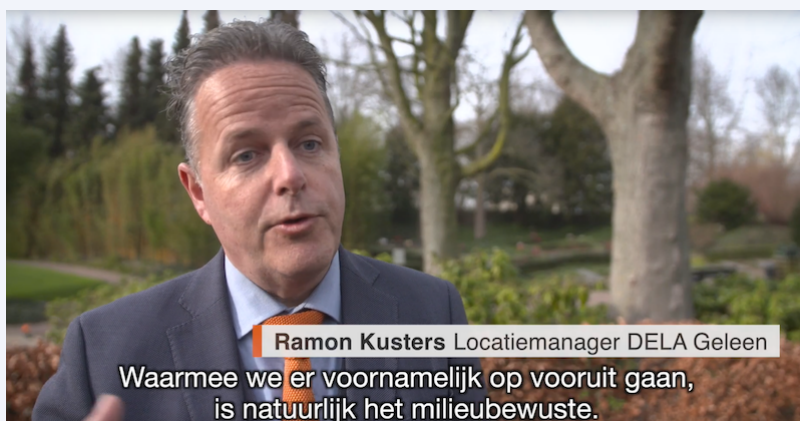 Ramon Kusters Locatiemanager DELA Geleen
Waarmee we er voornamelijk op vooruit gaan,
is natuurlijk het milieubewuste.